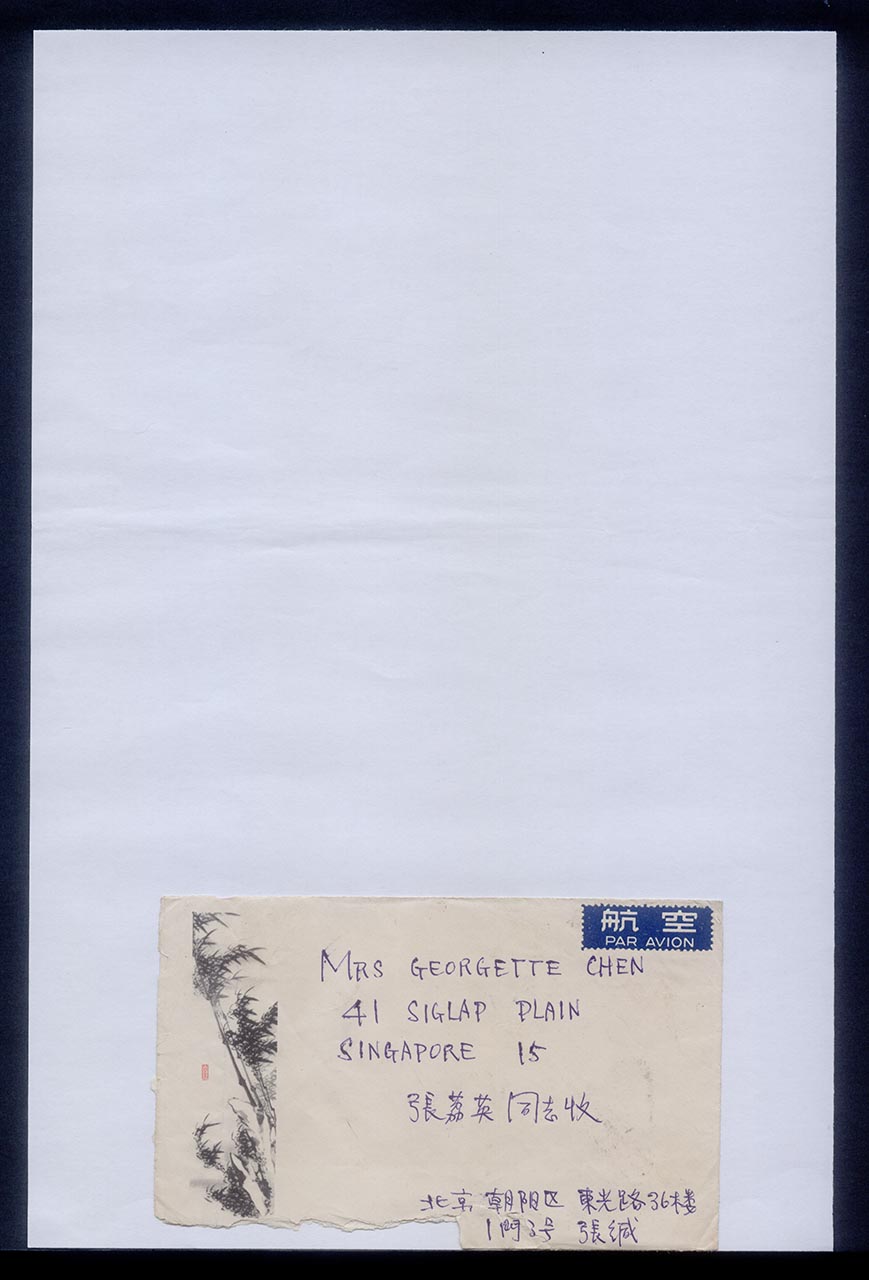 航 空
PAR AVION
MRS GEORGETTE CHEN
41 SIGLAP PLAIN
SINGAPORE 15
張荔英同志收
北京 朝阳区 東光路36楼
1門3号 張缄